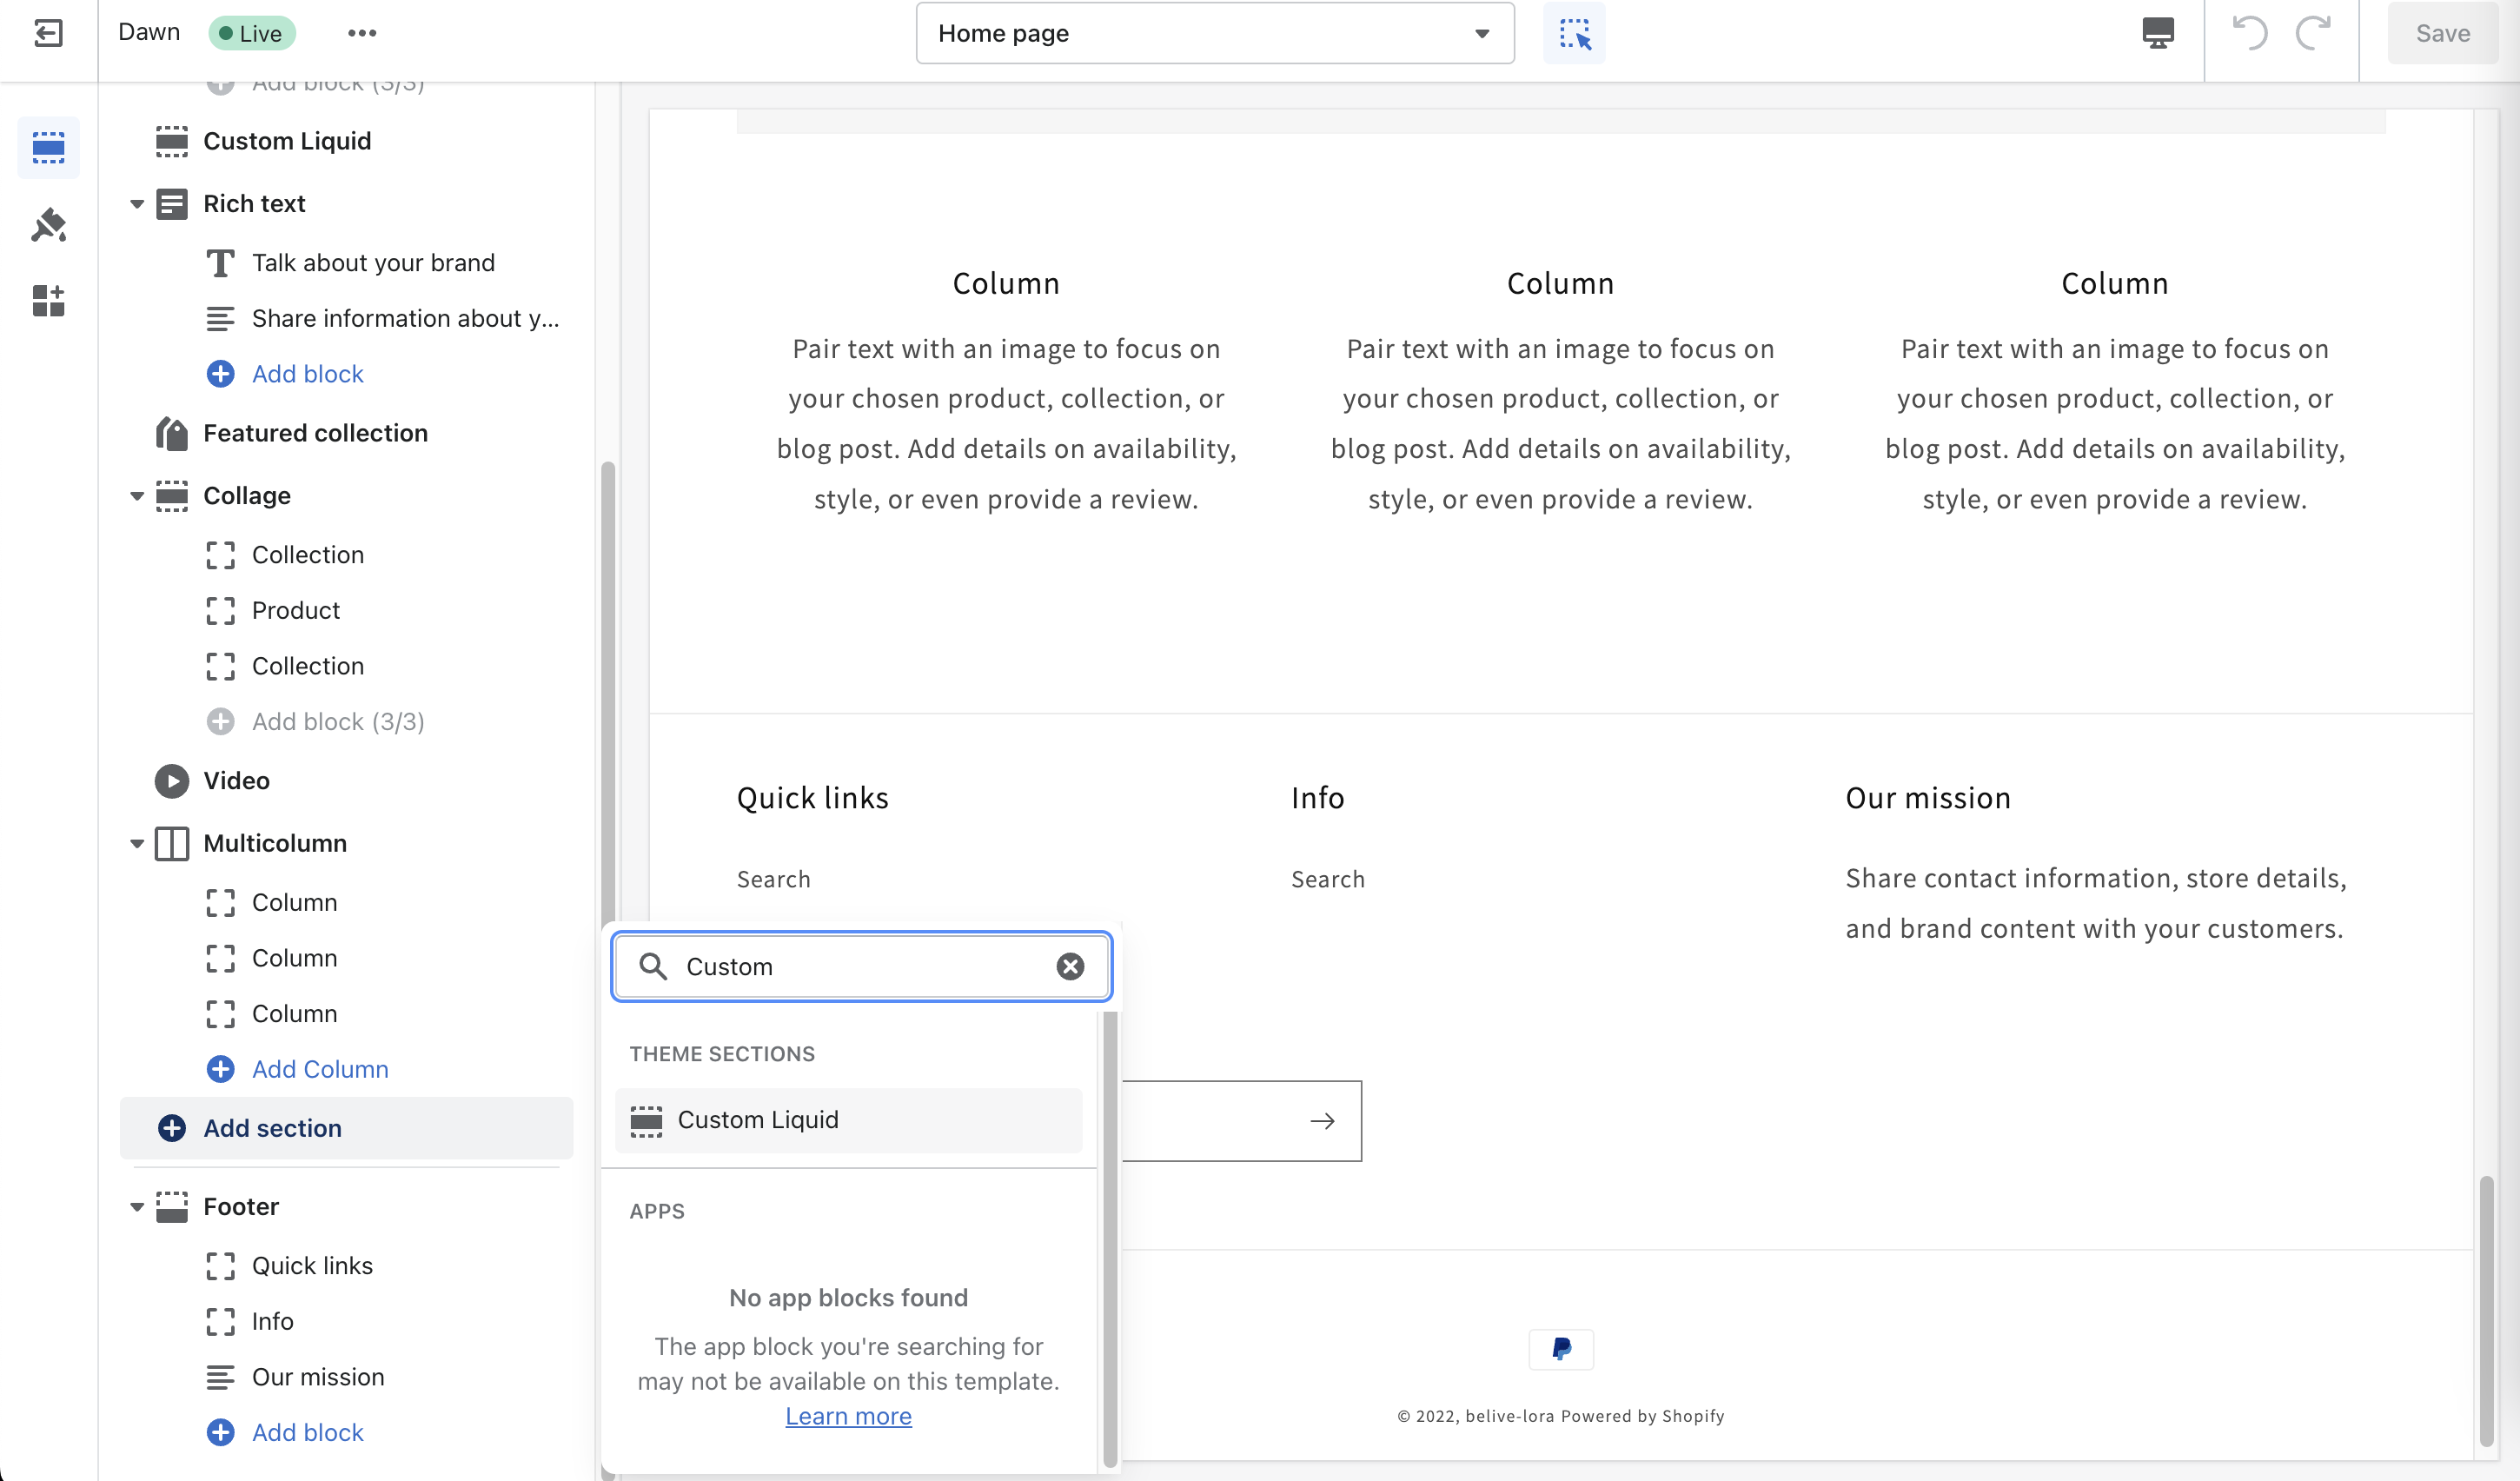 Dawn
Live
Home page
Save
Add block (3/3)
Custom Liquid
Rich text
Talk about your brand
Share information about y...
Add block
Featured collection
Collage
Collection
Product
Collection
Add block (3/3)
Video
Multicolumn
Column
Column
Column
Add Column
Add section
Footer
Quick links
Info
Our mission
Add block
Column
Pair text with an image to focus on
your chosen product, collection, or
blog post. Add details on availability,
style, or even provide a review.
Column
Pair text with an image to focus on
your chosen product, collection, or
blog post. Add details on availability,
style, or even provide a review.
Column
Pair text with an image to focus on
your chosen product, collection, or
blog post. Add details on availability,
style, or even provide a review.
Quick links
Search
Info
Search
Our mission
Share contact information, store details,
and brand content with your customers.
Custom
THEME SECTIONS
Custom Liquid
APPS
No app blocks found
The app block you're searching for
may not be available on this template.
Learn more
© 2022, belive-lora Powered by Shopify